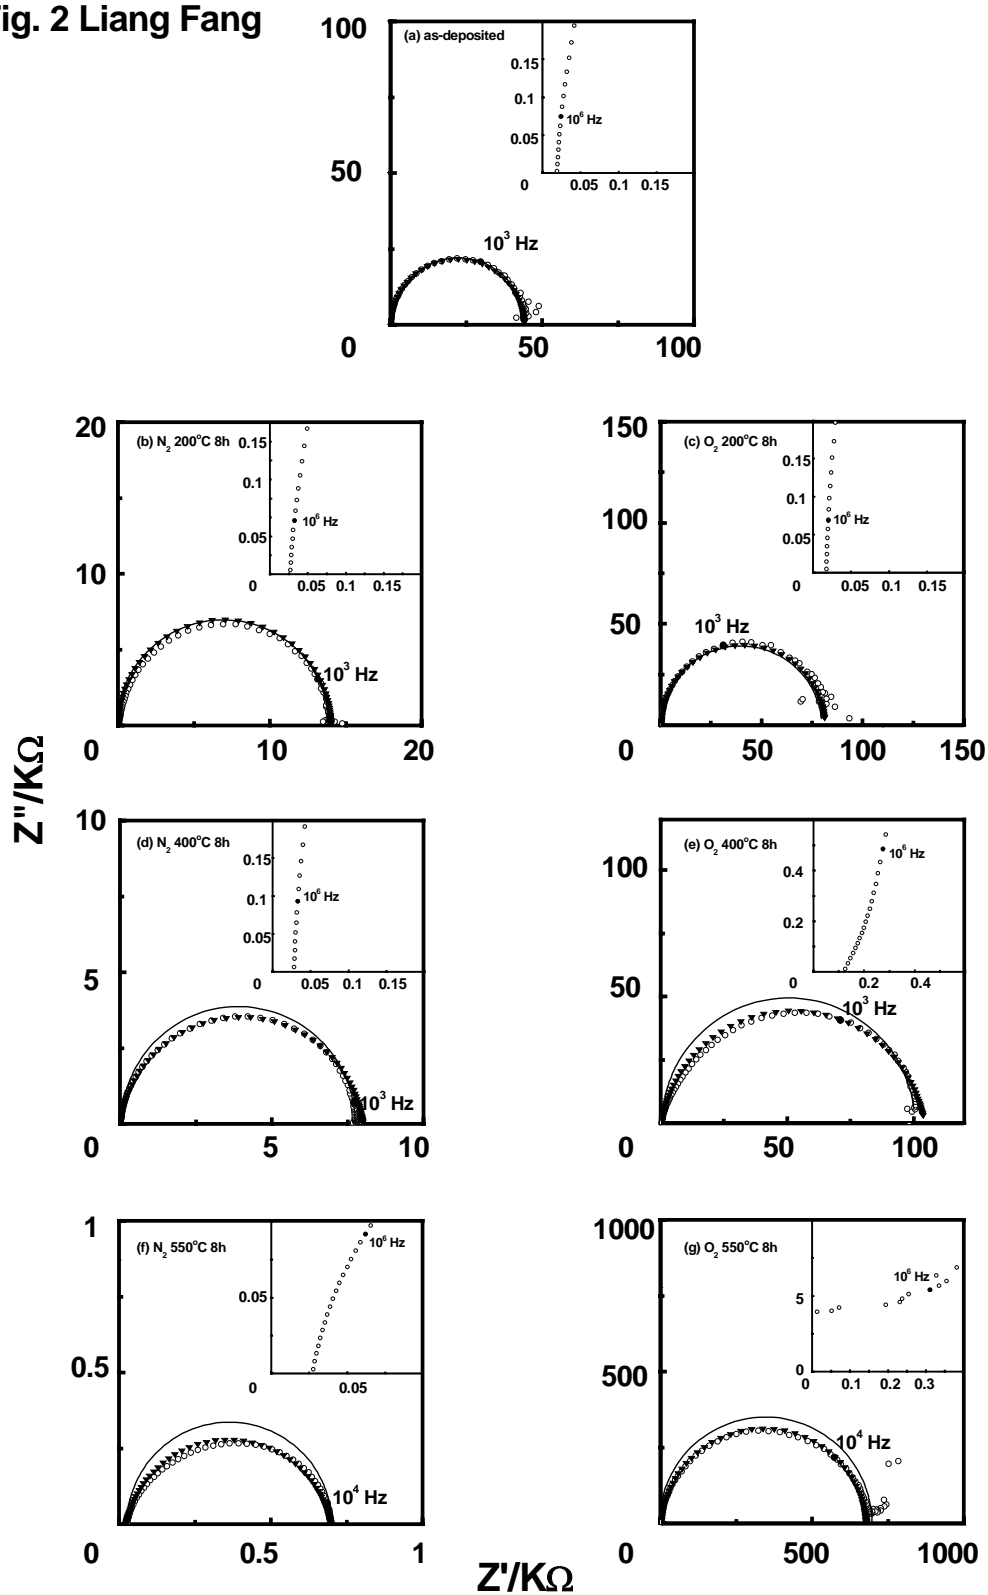 ig. 2 Liang Fang
100
(a) as-deposited
0.15
0.1
10⁶ Hz
0.05
50
0 0.05 0.1 0.15
10³ Hz
0 50 100
20
(b) N₂ 200°C 8h
0.15
0.1
10⁶ Hz
0.05
0 0.05 0.1 0.15
10
10³ Hz
0 10 20
150
(c) O₂ 200°C 8h
0.15
0.1
10⁶ Hz
100
0.05
0 0.05 0.1 0.15
50
10³ Hz
0 50 100 150
Z''/KΩ
10
(d) N₂ 400°C 8h
0.15
0.1
10⁶ Hz
0.05
0 0.05 0.1 0.15
5
10³ Hz
0 5 10
100
(e) O₂ 400°C 8h
10⁶ Hz
0.4
0.2
0 0.2 0.4
50
10³ Hz
0 50 100
1
(f) N₂ 550°C 8h
10⁶ Hz
0.05
0 0.05
0.5
10⁴ Hz
0 0.5 1
1000
(g) O₂ 550°C 8h
10⁶ Hz
5
0
0 0.1 0.2 0.3
500
10⁴ Hz
0 500 1000
Z'/KΩ